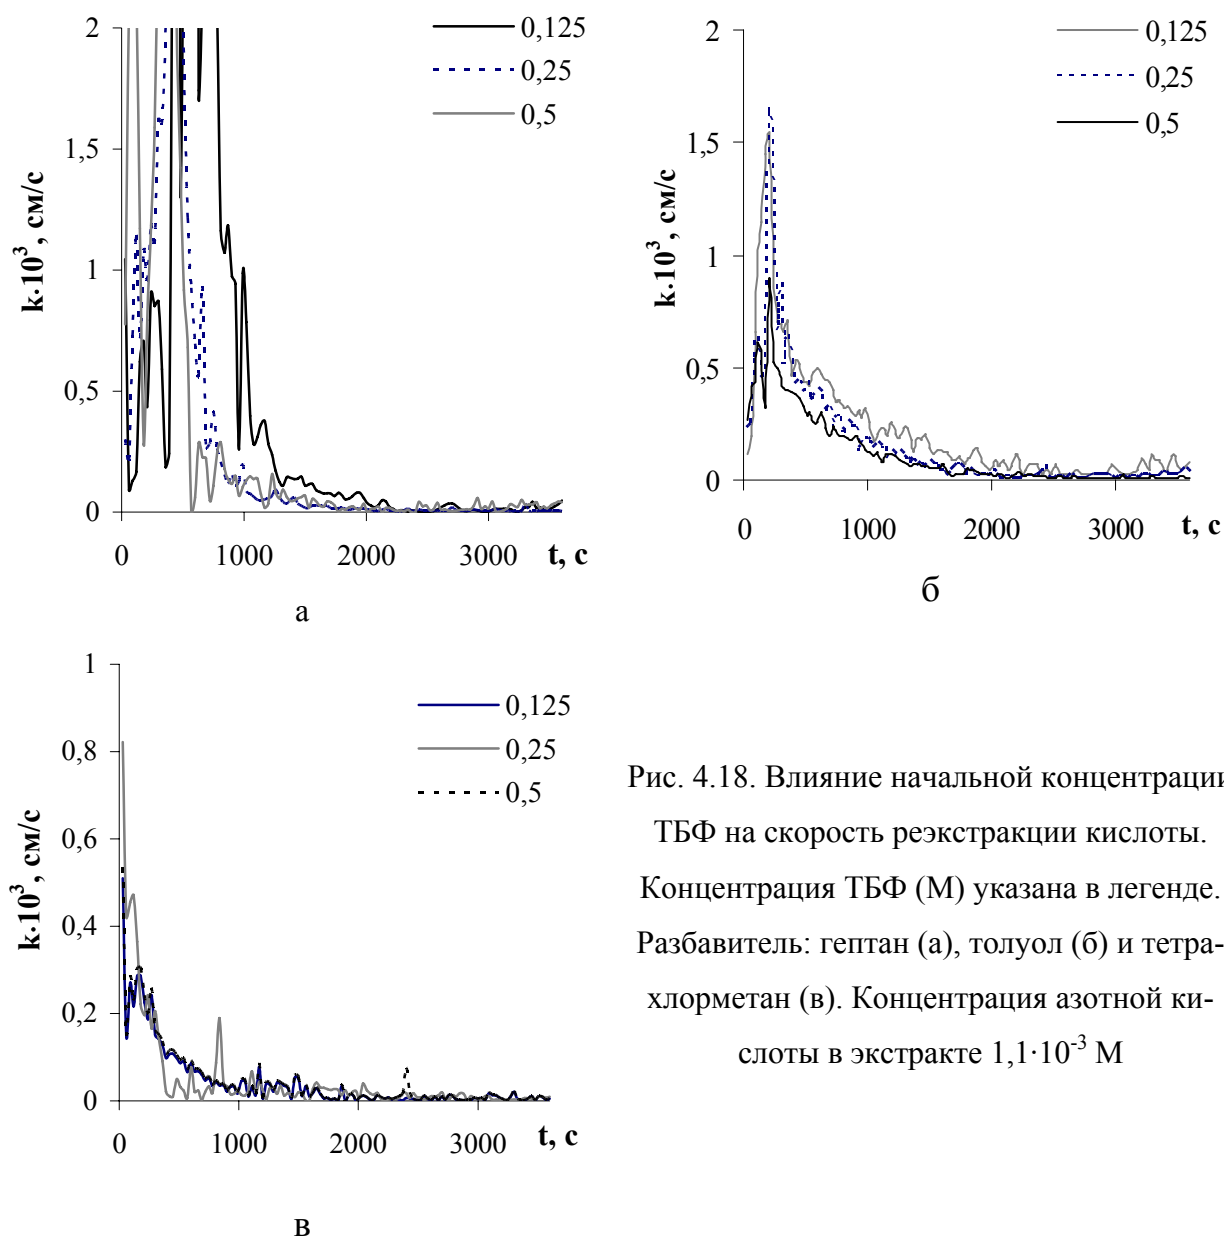 2
1,5
1
0,5
0
k·10³, см/с
0,125
0,25
0,5
0 1000 2000 3000 t, с
а
2
1,5
1
0,5
0
k·10³, см/с
0,125
0,25
0,5
0 1000 2000 3000 t, с
б
1
0,8
0,6
0,4
0,2
0
k·10³, см/с
0,125
0,25
0,5
0 1000 2000 3000 t, с
в
Рис. 4.18. Влияние начальной концентрации
ТБФ на скорость реэкстракции кислоты.
Концентрация ТБФ (М) указана в легенде.
Разбавитель: гептан (а), толуол (б) и тетра-
хлорметан (в). Концентрация азотной ки-
слоты в экстракте 1,1·10⁻³ М